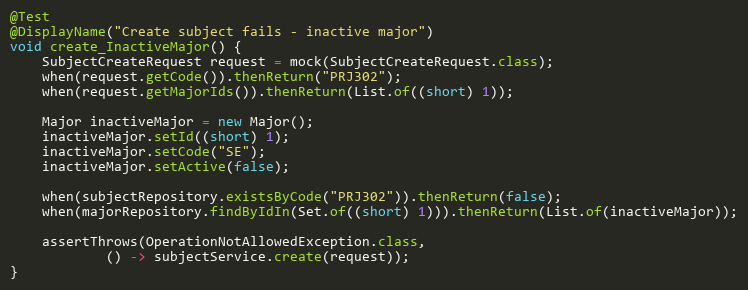 @Test
@DisplayName("Create subject fails - inactive major")
void create_InactiveMajor() {
    SubjectCreateRequest request = mock(SubjectCreateRequest.class);
    when(request.getCode()).thenReturn("PRJ302");
    when(request.getMajorIds()).thenReturn(List.of((short) 1));

    Major inactiveMajor = new Major();
    inactiveMajor.setId((short) 1);
    inactiveMajor.setCode("SE");
    inactiveMajor.setActive(false);

    when(subjectRepository.existsByCode("PRJ302")).thenReturn(false);
    when(majorRepository.findByIdIn(Set.of((short) 1))).thenReturn(List.of(inactiveMajor));

    assertThrows(OperationNotAllowedException.class,
            () -> subjectService.create(request));
}